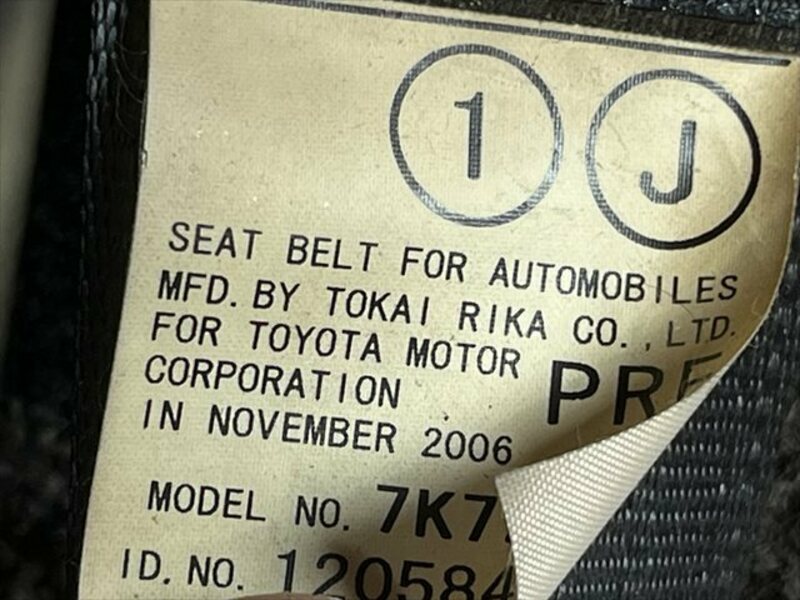 1 J
SEAT BELT FOR AUTOMOBILES
MFD. BY TOKAI RIKA CO., LTD.
FOR TOYOTA MOTOR
CORPORATION
PRE
IN NOVEMBER 2006
MODEL NO. 7K7
ID. NO. 120584